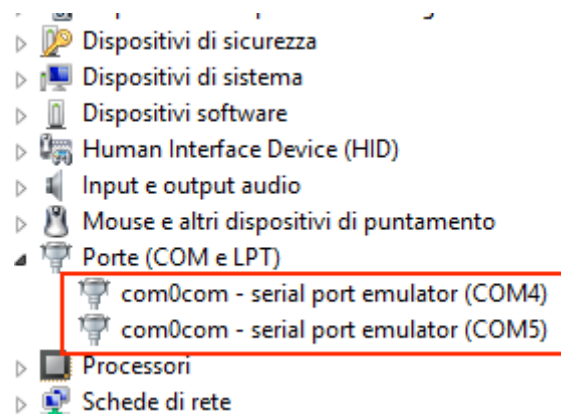 Dispositivi di sicurezza
Dispositivi di sistema
Dispositivi software
Human Interface Device (HID)
Input e output audio
Mouse e altri dispositivi di puntamento
Porte (COM e LPT)
com0com - serial port emulator (COM4)
com0com - serial port emulator (COM5)
Processori
Schede di rete